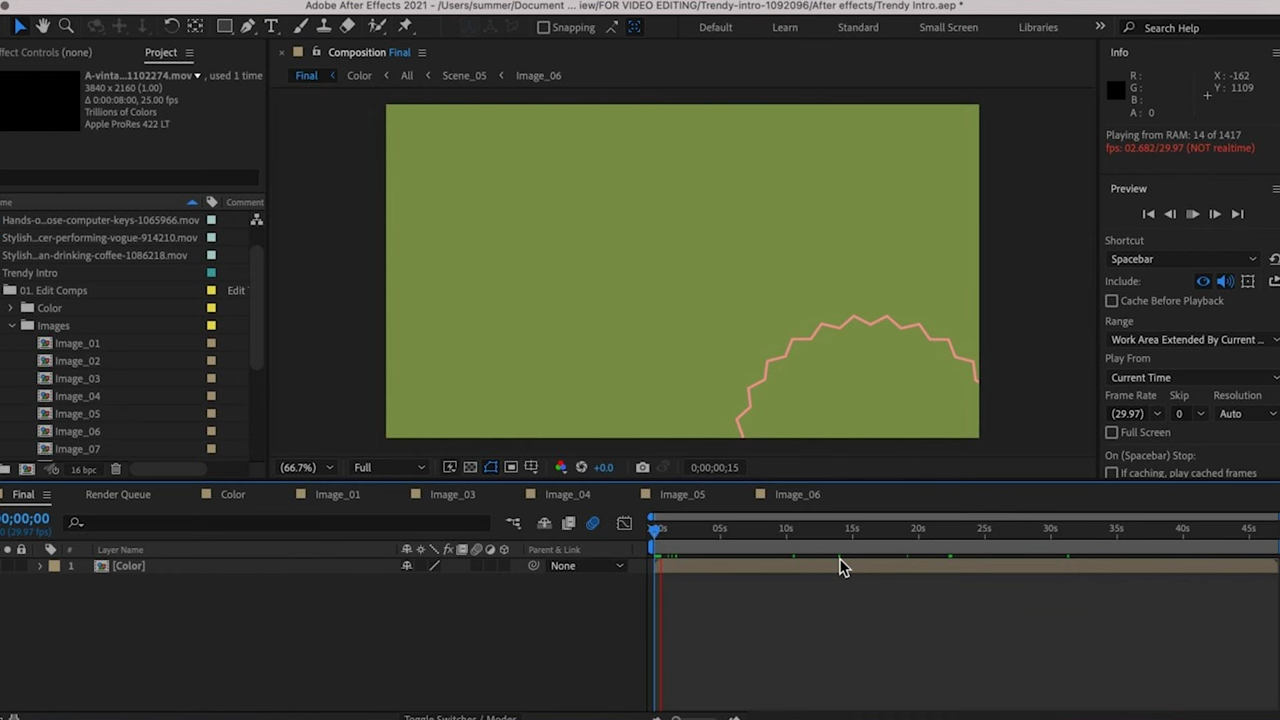 Adobe After Effects 2021 - /Users/summer/Document ... iew/FOR VIDEO EDITING/Trendy-intro-1092096/After effects/Trendy Intro.aep *
Snapping
Default
Learn
Standard
Small Screen
Libraries
Search Help
ffect Controls (none)
Project
A-vinta...1102274.mov , used 1 time
3840 x 2160 (1.00)
Δ 0:00:08:00, 25.00 fps
Trillions of Colors
Apple ProRes 422 LT
me
Comment
Hands-o...ose-computer-keys-1065966.mov
Stylish...cer-performing-vogue-914210.mov
Stylish...an-drinking-coffee-1086218.mov
Trendy Intro
01. Edit Comps
Edit
Color
Images
Image_01
Image_02
Image_03
Image_04
Image_05
Image_06
Image_07
16 bpc
Composition Final
Final
Color
All
Scene_05
Image_06
(66.7%)
Full
+0.0
0;00;00;15
Info
R :
G :
B :
A : 0
X : -162
Y : 1109
Playing from RAM: 14 of 1417
fps: 02.682/29.97 (NOT realtime)
Preview
Shortcut
Spacebar
Include:
Cache Before Playback
Range
Work Area Extended By Current ...
Play From
Current Time
Frame Rate
Skip
Resolution
(29.97)
0
Auto
Full Screen
On (Spacebar) Stop:
If caching, play cached frames
Final
Render Queue
Color
Image_01
Image_03
Image_04
Image_05
Image_06
00;00;00
(29.97 fps)
05s
10s
15s
20s
25s
30s
35s
40s
45s
#
Layer Name
Parent & Link
1
[Color]
None
Toggle Switches / Modes